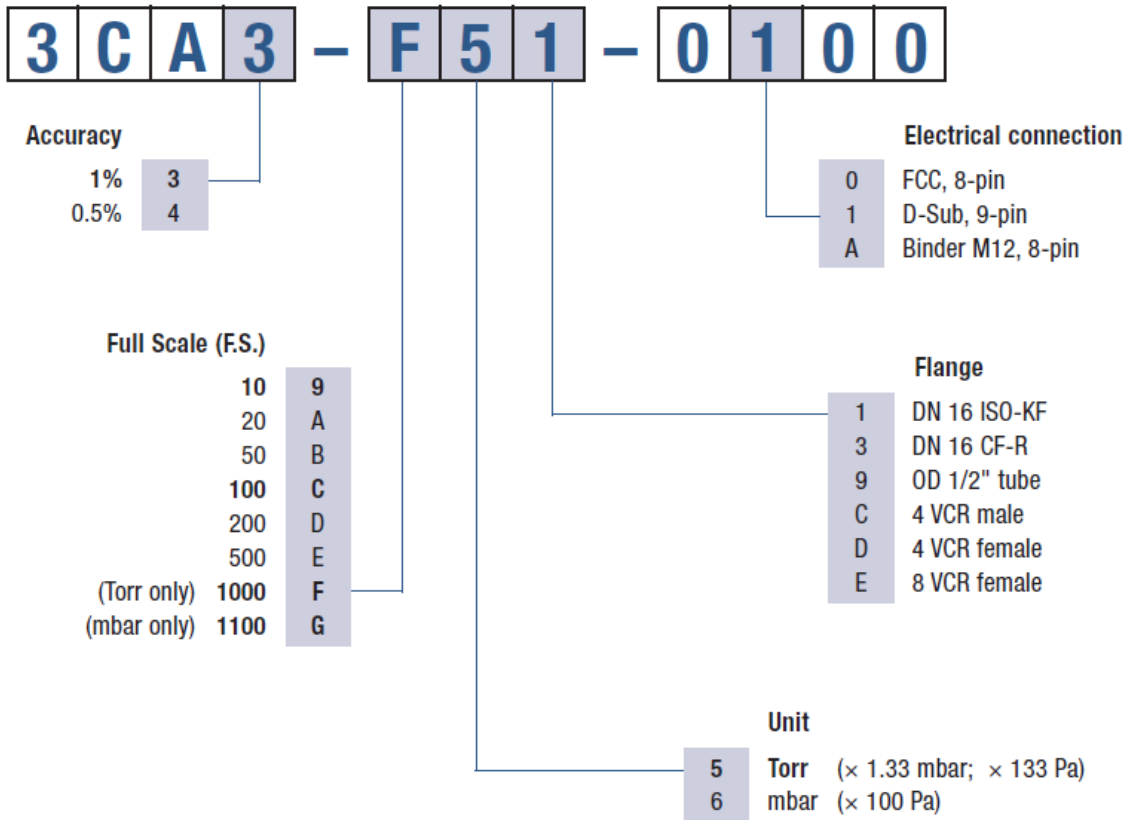 3CA3 – F51 – 0100
Accuracy
1% 3
0.5% 4
Electrical connection
0 FCC, 8-pin
1 D-Sub, 9-pin
A Binder M12, 8-pin
Full Scale (F.S.)
10 9
20 A
50 B
100 C
200 D
500 E
(Torr only) 1000 F
(mbar only) 1100 G
Flange
1 DN 16 ISO-KF
3 DN 16 CF-R
9 OD 1/2" tube
C 4 VCR male
D 4 VCR female
E 8 VCR female
Unit
5 Torr (× 1.33 mbar; × 133 Pa)
6 mbar (× 100 Pa)